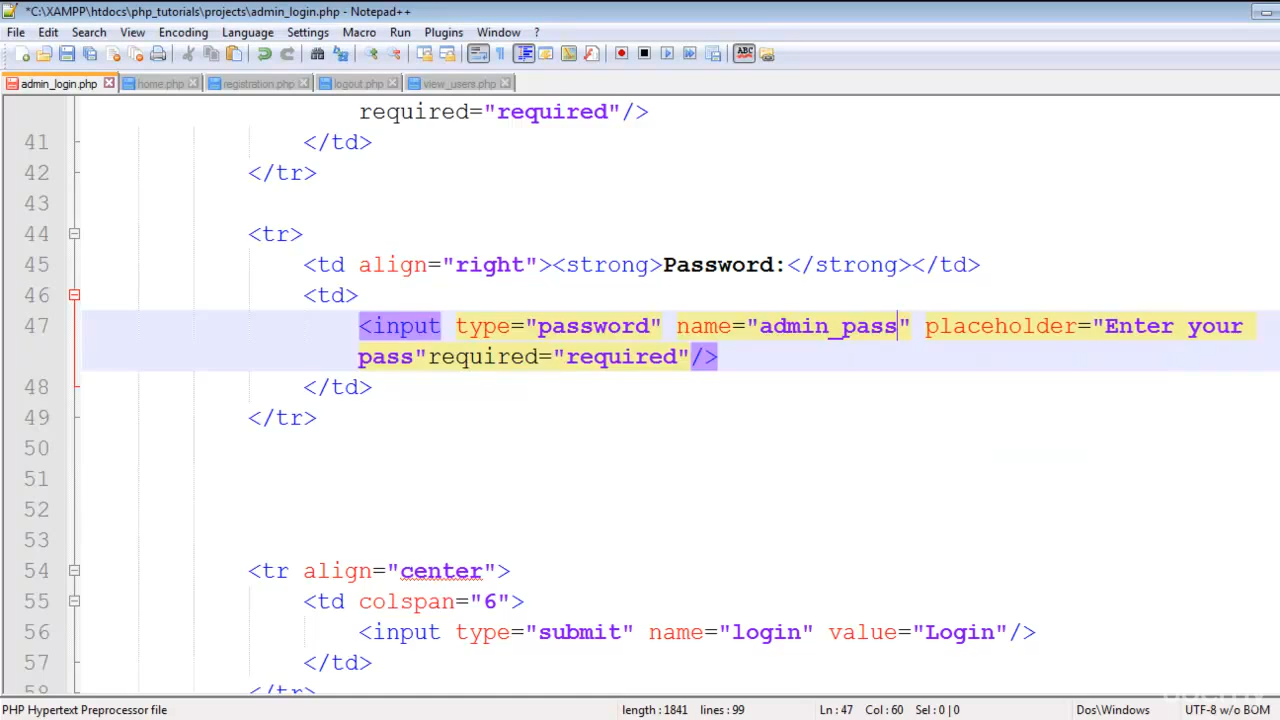 *C:\XAMPP\htdocs\php_tutorials\projects\admin_login.php - Notepad++
File Edit Search View Encoding Language Settings Macro Run Plugins Window ?
admin_login.php home.php registration.php logout.php view_users.php
required="required"/>
41 </td>
42 </tr>
43
44 <tr>
45 <td align="right"><strong>Password:</strong></td>
46 <td>
47 <input type="password" name="admin_pass" placeholder="Enter your
pass"required="required"/>
48 </td>
49 </tr>
50
51
52
53
54 <tr align="center">
55 <td colspan="6">
56 <input type="submit" name="login" value="Login"/>
57 </td>
58 </tr>
PHP Hypertext Preprocessor file length : 1841 lines : 99 Ln : 47 Col : 60 Sel : 0 | 0 Dos\Windows UTF-8 w/o BOM